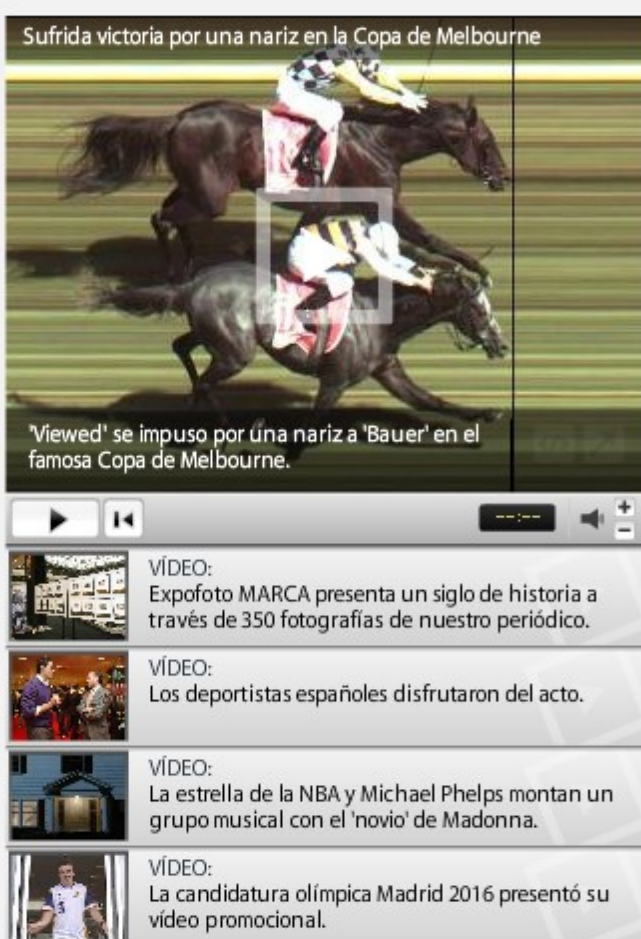 Sufrida victoria por una nariz en la Copa de Melbourne
'Viewed' se impuso por una nariz a 'Bauer' en el
famosa Copa de Melbourne.
--:--
+
-
VÍDEO:
Expofoto MARCA presenta un siglo de historia a
través de 350 fotografías de nuestro periódico.
VÍDEO:
Los deportistas españoles disfrutaron del acto.
VÍDEO:
La estrella de la NBA y Michael Phelps montan un
grupo musical con el 'novio' de Madonna.
VÍDEO:
La candidatura olímpica Madrid 2016 presentó su
vídeo promocional.